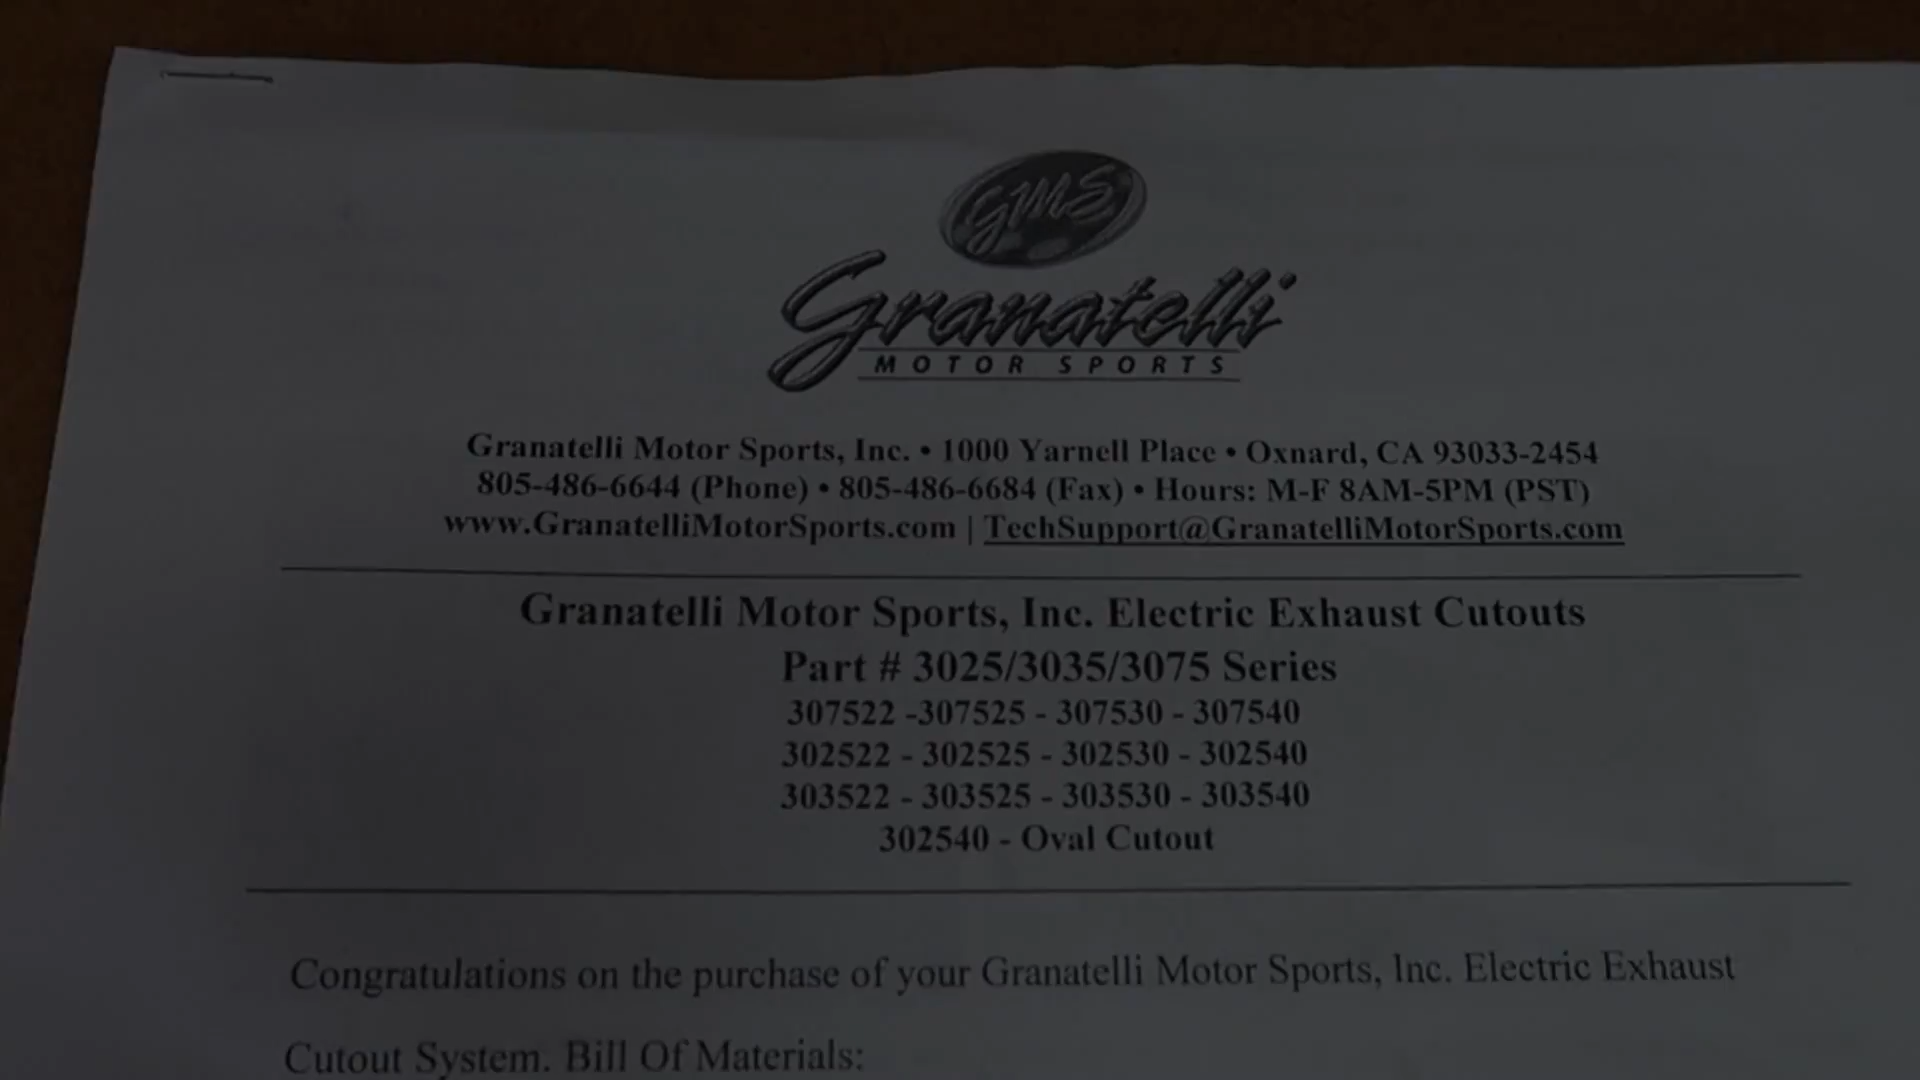 GMS
Granatelli
MOTOR SPORTS
Granatelli Motor Sports, Inc. • 1000 Yarnell Place • Oxnard, CA 93033-2454
805-486-6644 (Phone) • 805-486-6684 (Fax) • Hours: M-F 8AM-5PM (PST)
www.GranatelliMotorSports.com | TechSupport@GranatelliMotorSports.com
Granatelli Motor Sports, Inc. Electric Exhaust Cutouts
Part # 3025/3035/3075 Series
307522 -307525 - 307530 - 307540
302522 - 302525 - 302530 - 302540
303522 - 303525 - 303530 - 303540
302540 - Oval Cutout
Congratulations on the purchase of your Granatelli Motor Sports, Inc. Electric Exhaust
Cutout System. Bill Of Materials: